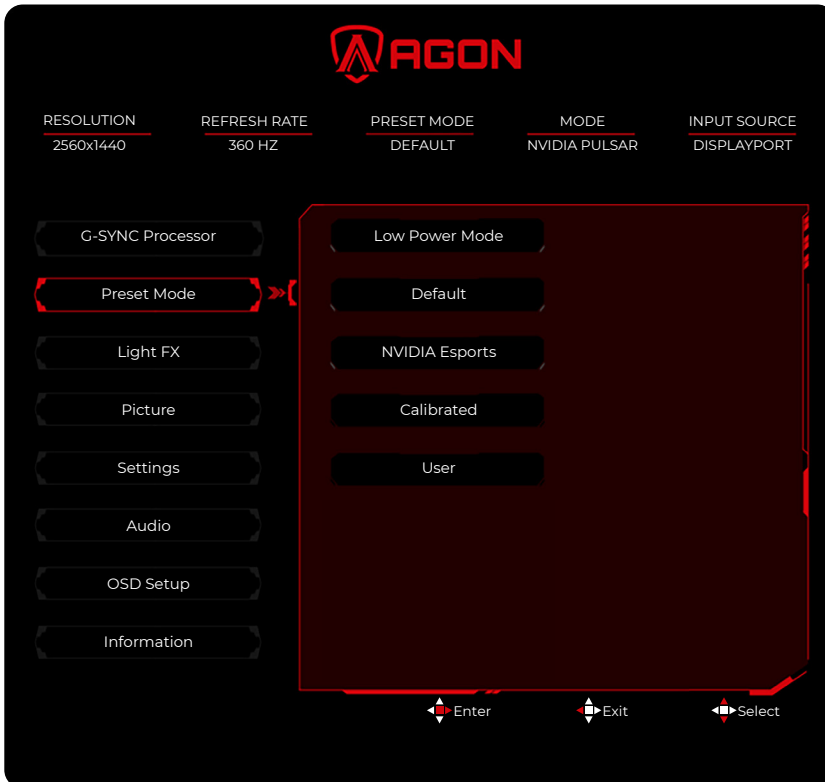 AGON
RESOLUTION REFRESH RATE PRESET MODE MODE INPUT SOURCE
2560x1440 360 HZ DEFAULT NVIDIA PULSAR DISPLAYPORT
G-SYNC Processor Low Power Mode
Preset Mode Default
Light FX NVIDIA Esports
Picture Calibrated
Settings User
Audio
OSD Setup
Information
Enter Exit Select